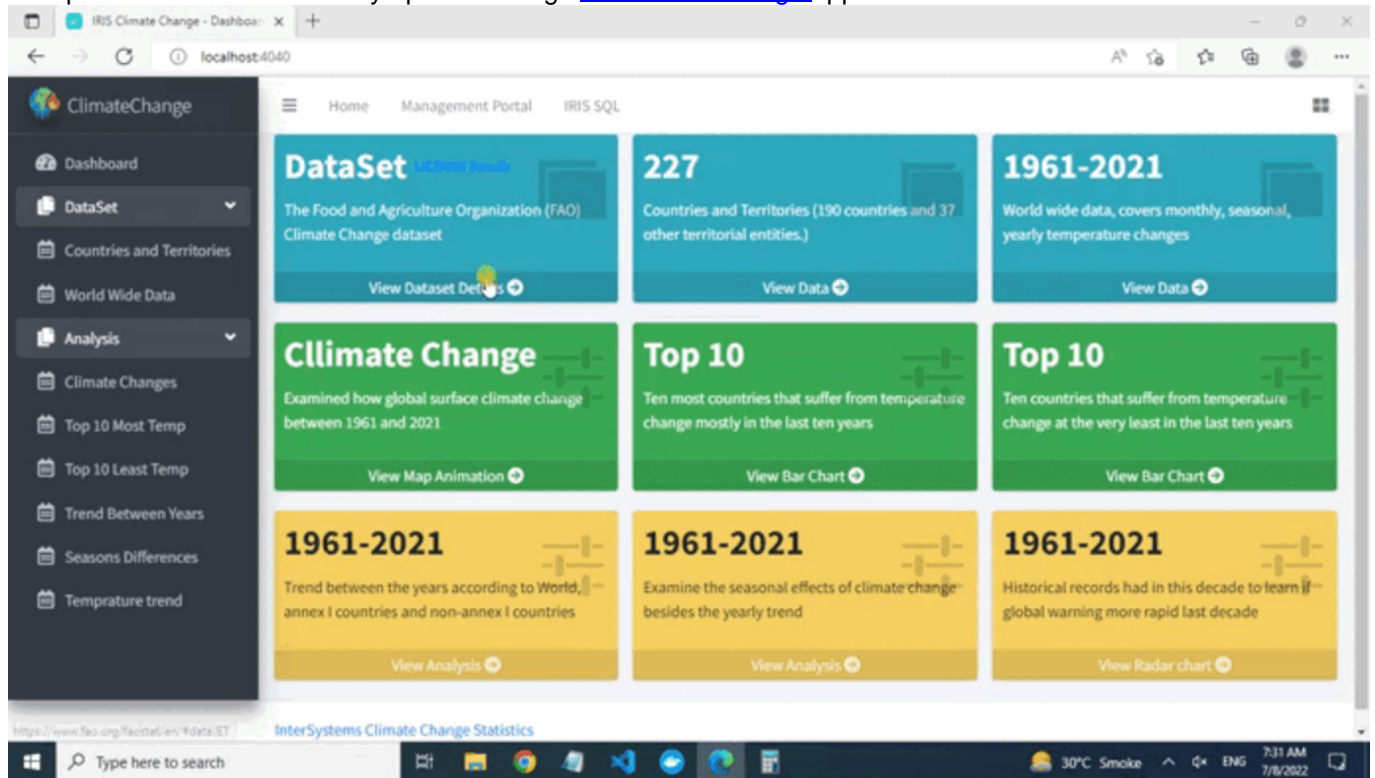 IRIS Climate Change - Dashboar
localhost:4040
ClimateChange
Home Management Portal IRIS SQL
Dashboard
DataSet
Countries and Territories
World Wide Data
Analysis
Climate Changes
Top 10 Most Temp
Top 10 Least Temp
Trend Between Years
Seasons Differences
Temprature trend
DataSet
The Food and Agriculture Organization (FAO)
Climate Change dataset
View Dataset Details
227
Countries and Territories (190 countries and 37
other territorial entities.)
View Data
1961-2021
World wide data, covers monthly, seasonal,
yearly temperature changes
View Data
Cllimate Change
Examined how global surface climate change
between 1961 and 2021
View Map Animation
Top 10
Ten most countries that suffer from temperature
change mostly in the last ten years
View Bar Chart
Top 10
Ten countries that suffer from temperature
change at the very least in the last ten years
View Bar Chart
1961-2021
Trend between the years according to World,
annex I countries and non-annex I countries
View Analysis
1961-2021
Examine the seasonal effects of climate change
besides the yearly trend
View Analysis
1961-2021
Historical records had in this decade to learn if
global warning more rapid last decade
View Radar chart
https://www.fao.org/faostat/en/#data/ET
InterSystems Climate Change Statistics
Type here to search
30°C Smoke
ENG
7:31 AM
7/8/2022